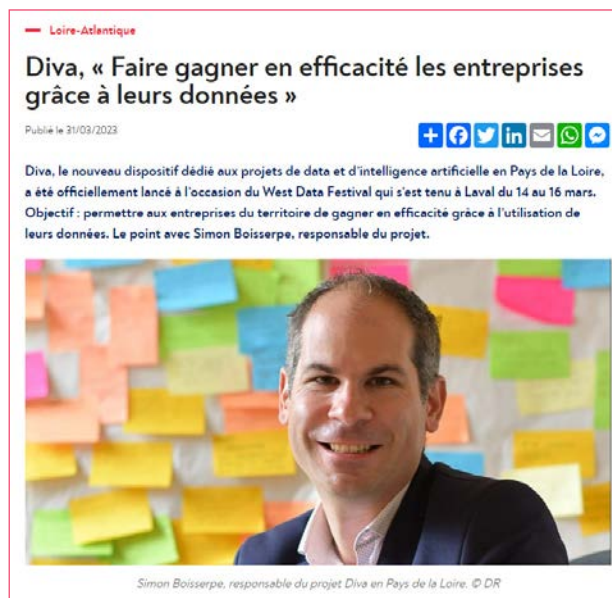 Loire-Atlantique
Diva, « Faire gagner en efficacité les entreprises
grâce à leurs données »
Publié le 31/03/2023
Diva, le nouveau dispositif dédié aux projets de data et d'intelligence artificielle en Pays de la Loire,
a été officiellement lancé à l'occasion du West Data Festival qui s'est tenu à Laval du 14 au 16 mars.
Objectif : permettre aux entreprises du territoire de gagner en efficacité grâce à l'utilisation de
leurs données. Le point avec Simon Boisserpe, responsable du projet.
Simon Boisserpe, responsable du projet Diva en Pays de la Loire. © DR